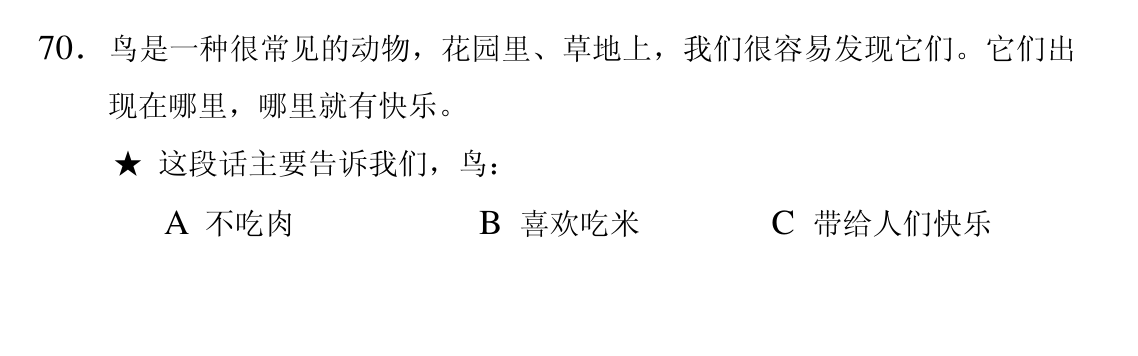 70．鸟是一种很常见的动物，花园里、草地上，我们很容易发现它们。它们出
现在哪里，哪里就有快乐。
★ 这段话主要告诉我们，鸟：
A 不吃肉 B 喜欢吃米 C 带给人们快乐